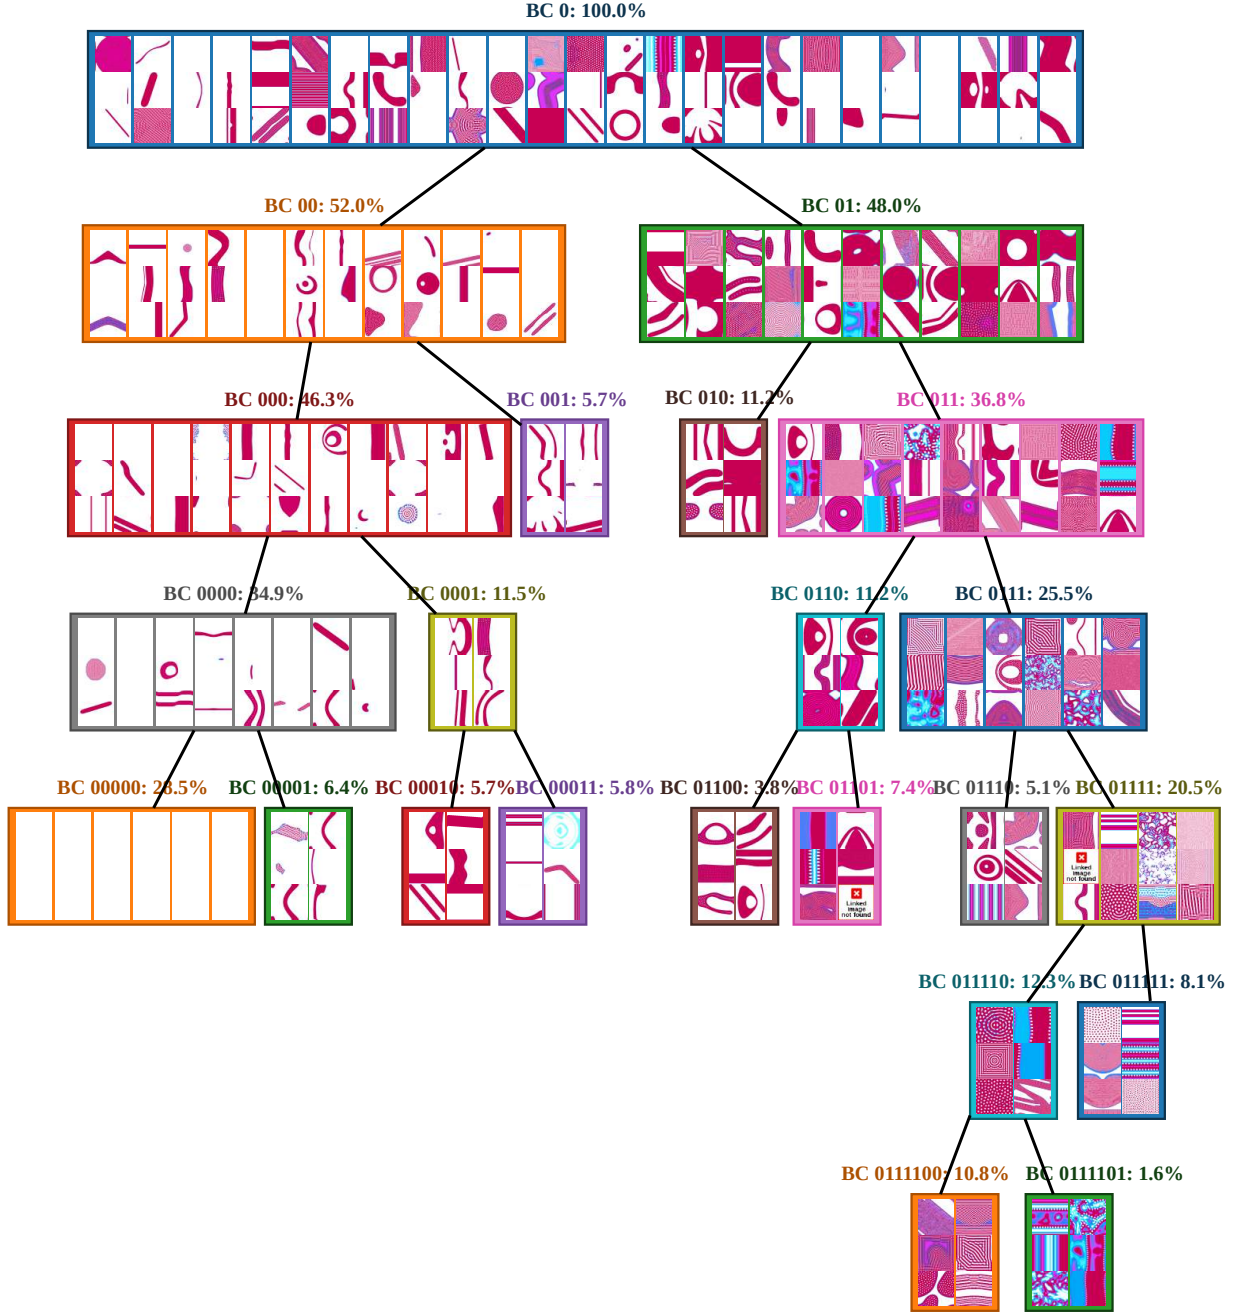 BC 0: 100.0%
BC 00: 52.0%
BC 01: 48.0%
BC 000: 46.3%
BC 001: 5.7%
BC 010: 11.2%
BC 011: 36.8%
BC 0000: 34.9%
BC 0001: 11.5%
BC 0110: 11.2%
BC 0111: 25.5%
BC 00000: 28.5%
BC 00001: 6.4%
BC 00010: 5.7%
BC 00011: 5.8%
BC 01100: 3.8%
BC 01101: 7.4%
BC 01110: 5.1%
BC 01111: 20.5%
Linked
image
not found
Linked
image
not found
BC 011110: 12.3%
BC 011111: 8.1%
BC 0111100: 10.8%
BC 0111101: 1.6%